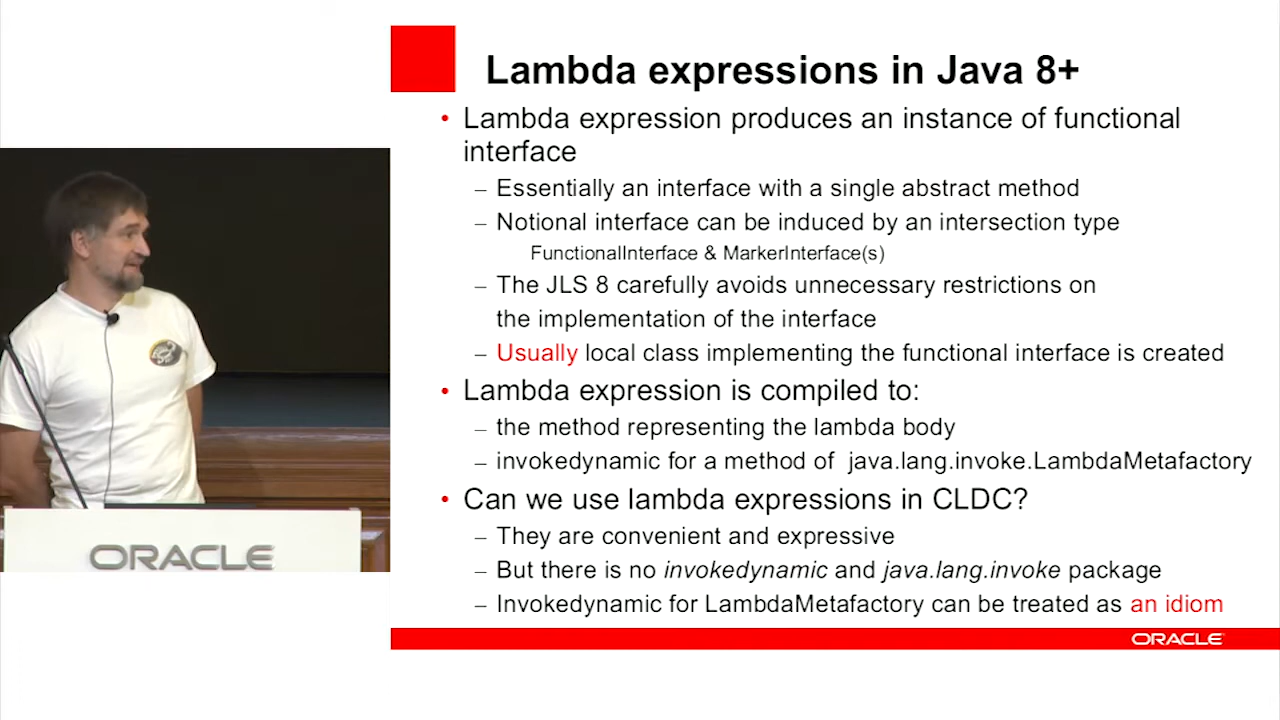 Lambda expressions in Java 8+
• Lambda expression produces an instance of functional
interface
– Essentially an interface with a single abstract method
– Notional interface can be induced by an intersection type
FunctionalInterface & MarkerInterface(s)
– The JLS 8 carefully avoids unnecessary restrictions on
the implementation of the interface
– Usually local class implementing the functional interface is created
• Lambda expression is compiled to:
– the method representing the lambda body
– invokedynamic for a method of java.lang.invoke.LambdaMetafactory
• Can we use lambda expressions in CLDC?
– They are convenient and expressive
– But there is no invokedynamic and java.lang.invoke package
– Invokedynamic for LambdaMetafactory can be treated as an idiom
ORACLE
ORACLE